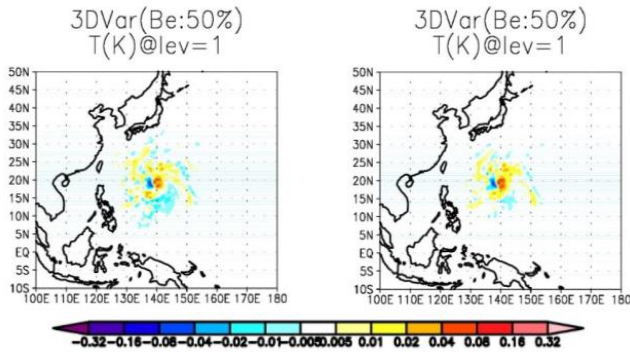 3DVar(Be:50%)
T(K)@lev=1
3DVar(Be:50%)
T(K)@lev=1
50N
45N
40N
35N
30N
25N
20N
15N
10N
5N
EQ
5S
10S
100E 110E 120E 130E 140E 150E 160E 170E 180
50N
45N
40N
35N
30N
25N
20N
15N
10N
5N
EQ
5S
10S
100E 110E 120E 130E 140E 150E 160E 170E 180
-0.32 -0.16 -0.08 -0.04 -0.02 -0.01 -0.005 0.005 0.01 0.02 0.04 0.08 0.16 0.32